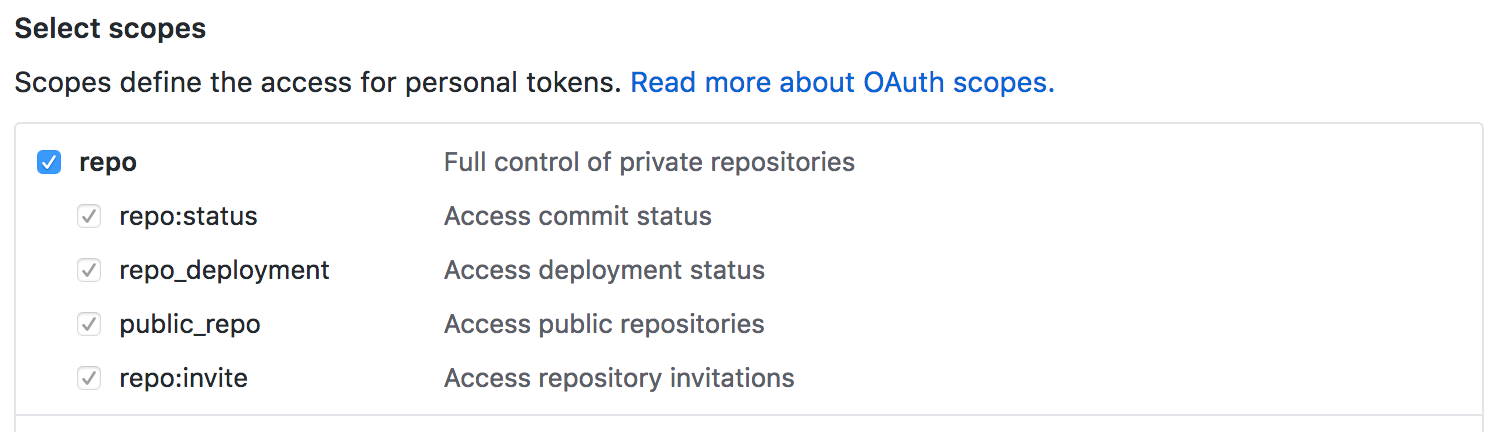 Select scopes
Scopes define the access for personal tokens. Read more about OAuth scopes.
repo Full control of private repositories
repo:status Access commit status
repo_deployment Access deployment status
public_repo Access public repositories
repo:invite Access repository invitations